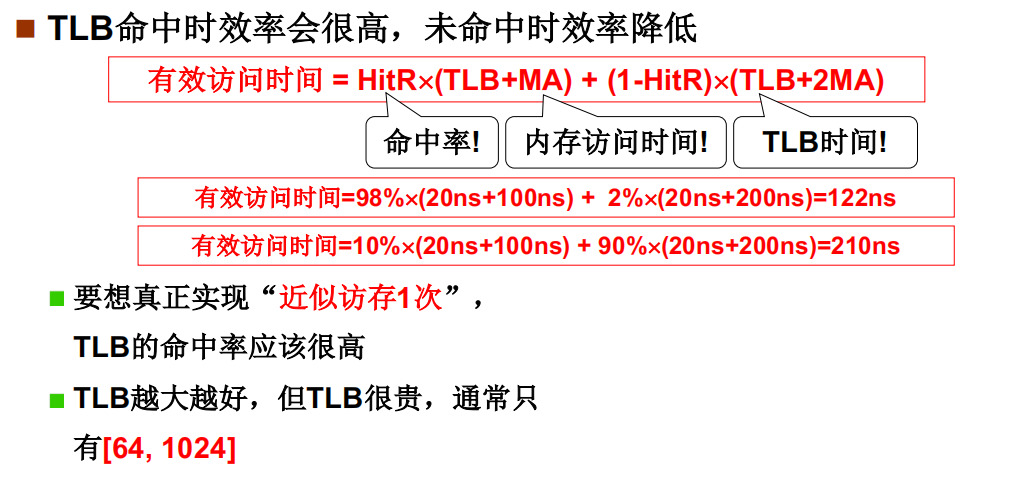 TLB命中时效率会很高，未命中时效率降低
有效访问时间 = HitR×(TLB+MA) + (1-HitR)×(TLB+2MA)
命中率! 内存访问时间! TLB时间!
有效访问时间=98%×(20ns+100ns) + 2%×(20ns+200ns)=122ns
有效访问时间=10%×(20ns+100ns) + 90%×(20ns+200ns)=210ns
要想真正实现“近似访存1次”，
TLB的命中率应该很高
TLB越大越好，但TLB很贵，通常只
有[64, 1024]